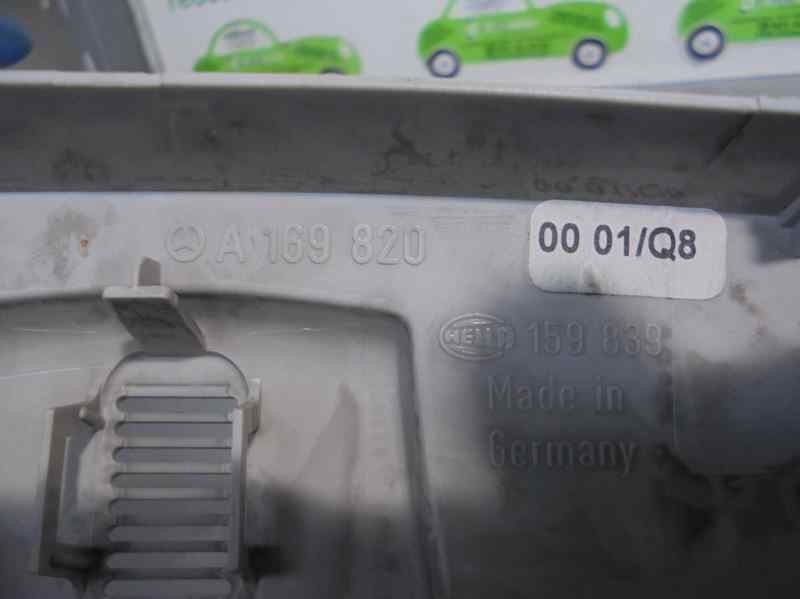 A 169 820 00 01/Q8
HELLA 159 839
Made in
Germany